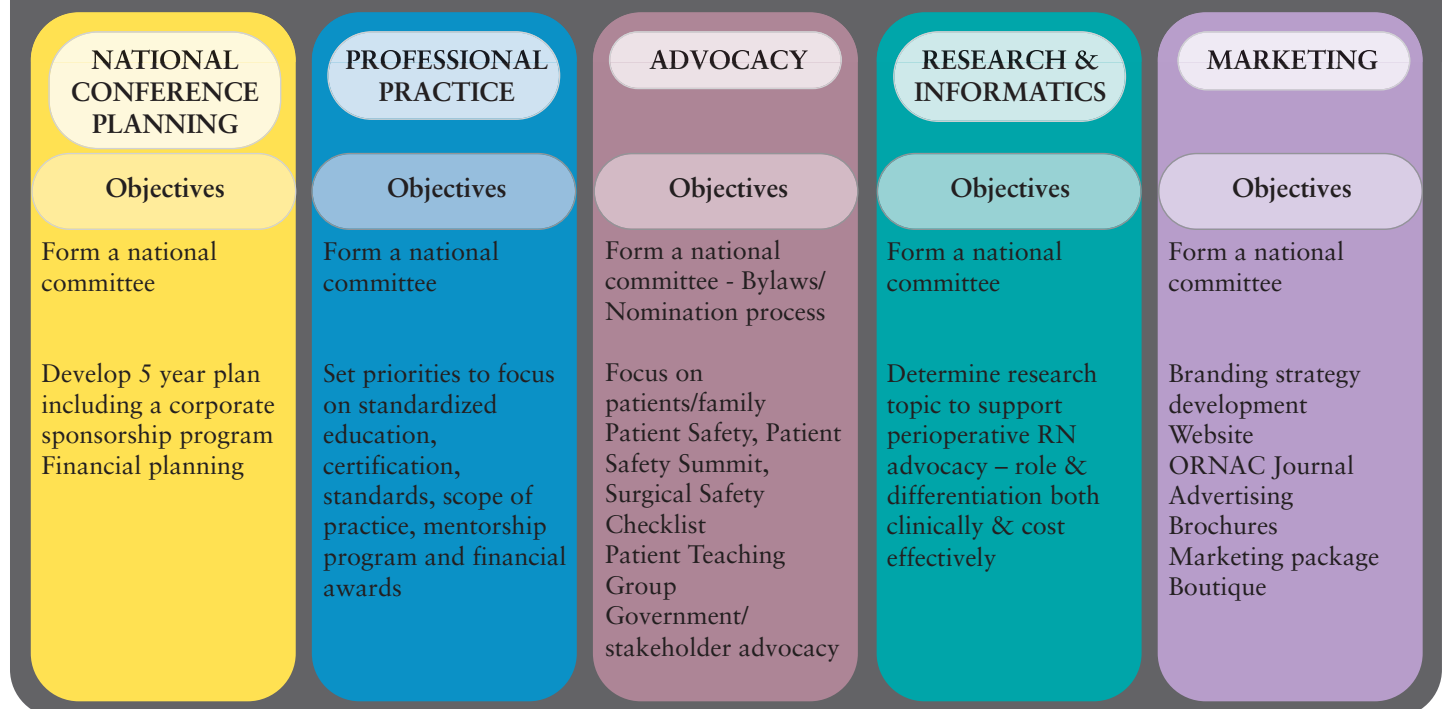 NATIONAL
CONFERENCE
PLANNING
Objectives
Form a national
committee
Develop 5 year plan
including a corporate
sponsorship program
Financial planning
PROFESSIONAL
PRACTICE
Objectives
Form a national
committee
Set priorities to focus
on standardized
education,
certification,
standards, scope of
practice, mentorship
program and financial
awards
ADVOCACY
Objectives
Form a national
committee - Bylaws/
Nomination process
Focus on
patients/family
Patient Safety, Patient
Safety Summit,
Surgical Safety
Checklist
Patient Teaching
Group
Government/
stakeholder advocacy
RESEARCH &
INFORMATICS
Objectives
Form a national
committee
Determine research
topic to support
perioperative RN
advocacy – role &
differentiation both
clinically & cost
effectively
MARKETING
Objectives
Form a national
committee
Branding strategy
development
Website
ORNAC Journal
Advertising
Brochures
Marketing package
Boutique